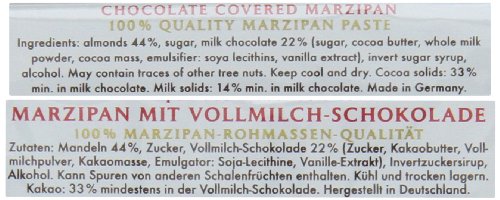 CHOCOLATE COVERED MARZIPAN
100% QUALITY MARZIPAN PASTE
Ingredients: almonds 44%, sugar, milk chocolate 22% (sugar, cocoa butter, whole milk
powder, cocoa mass, emulsifier: soya lecithins, vanilla extract), invert sugar syrup,
alcohol. May contain traces of other tree nuts. Keep cool and dry. Cocoa solids: 33%
min. in milk chocolate. Milk solids: 14% min. in milk chocolate. Made in Germany.
MARZIPAN MIT VOLLMILCH-SCHOKOLADE
100% MARZIPAN-ROHMASSEN-QUALITÄT
Zutaten: Mandeln 44%, Zucker, Vollmilch-Schokolade 22% (Zucker, Kakaobutter, Voll-
milchpulver, Kakaomasse, Emulgator: Soja-Lecithine, Vanille-Extrakt), Invertzuckersirup,
Alkohol. Kann Spuren von anderen Schalenfrüchten enthalten. Kühl und trocken lagern.
Kakao: 33% mindestens in der Vollmilch-Schokolade. Hergestellt in Deutschland.